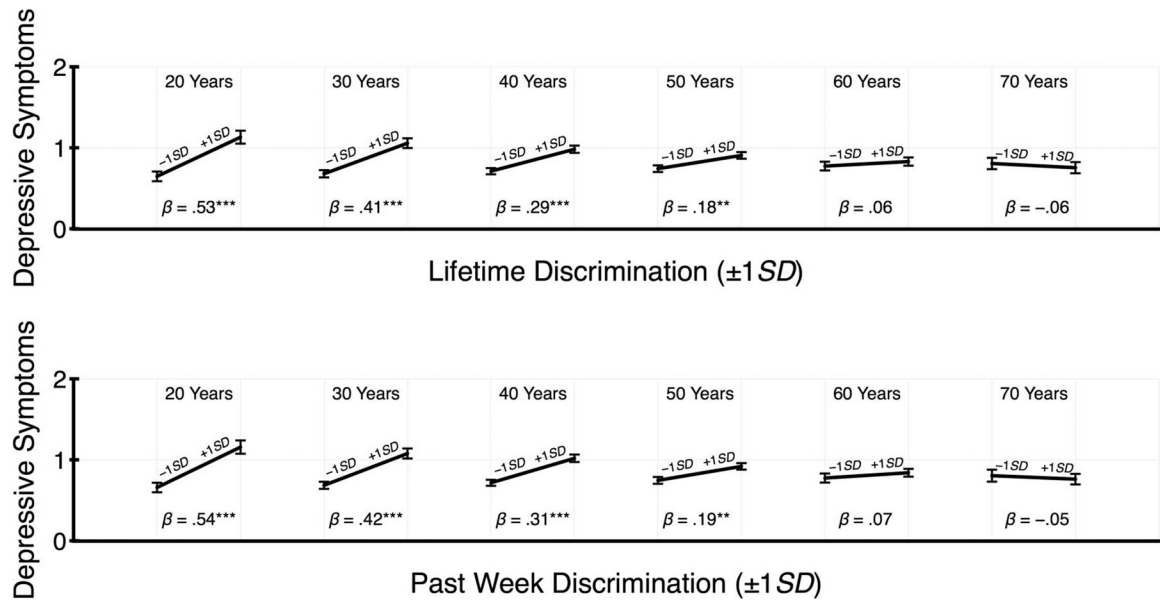 Depressive Symptoms
2
1
0
20 Years
30 Years
40 Years
50 Years
60 Years
70 Years
−1SD +1SD
−1SD +1SD
−1SD +1SD
−1SD +1SD
−1SD +1SD
−1SD +1SD
β = .53***
β = .41***
β = .29***
β = .18**
β = .06
β = −.06
Lifetime Discrimination (±1SD)
Depressive Symptoms
2
1
0
20 Years
30 Years
40 Years
50 Years
60 Years
70 Years
−1SD +1SD
−1SD +1SD
−1SD +1SD
−1SD +1SD
−1SD +1SD
−1SD +1SD
β = .54***
β = .42***
β = .31***
β = .19**
β = .07
β = −.05
Past Week Discrimination (±1SD)